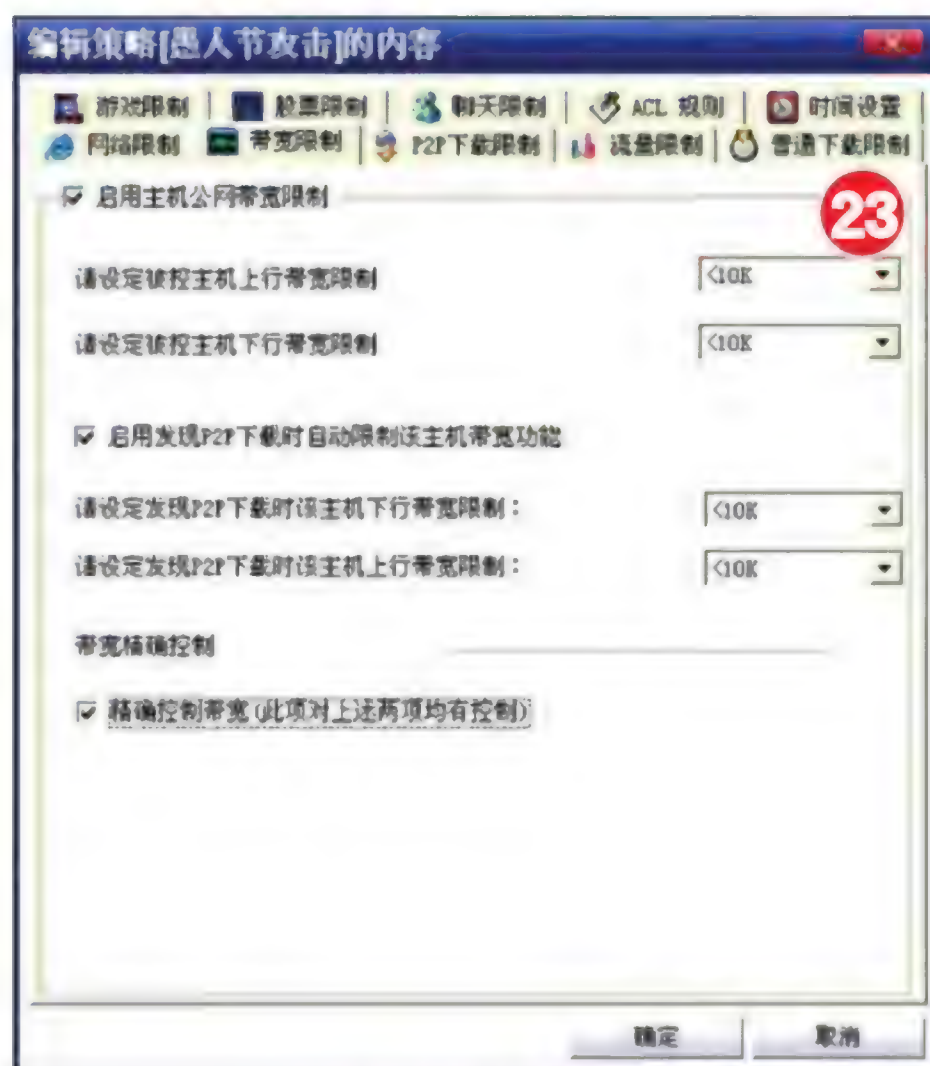 编辑策略[愚人节攻击]的内容
游戏限制 股票限制 聊天限制 ACL 规则 时间设置
网络限制 带宽限制 P2P下载限制 流量限制 普通下载限制
启用主机公网带宽限制
23
请设定被控主机上行带宽限制 <10K
请设定被控主机下行带宽限制 <10K
启用发现P2P下载时自动限制该主机带宽功能
请设定发现P2P下载时该主机下行带宽限制： <10K
请设定发现P2P下载时该主机上行带宽限制： <10K
带宽精确控制
精确控制带宽(此项对上述两项均有控制)
确定 取消